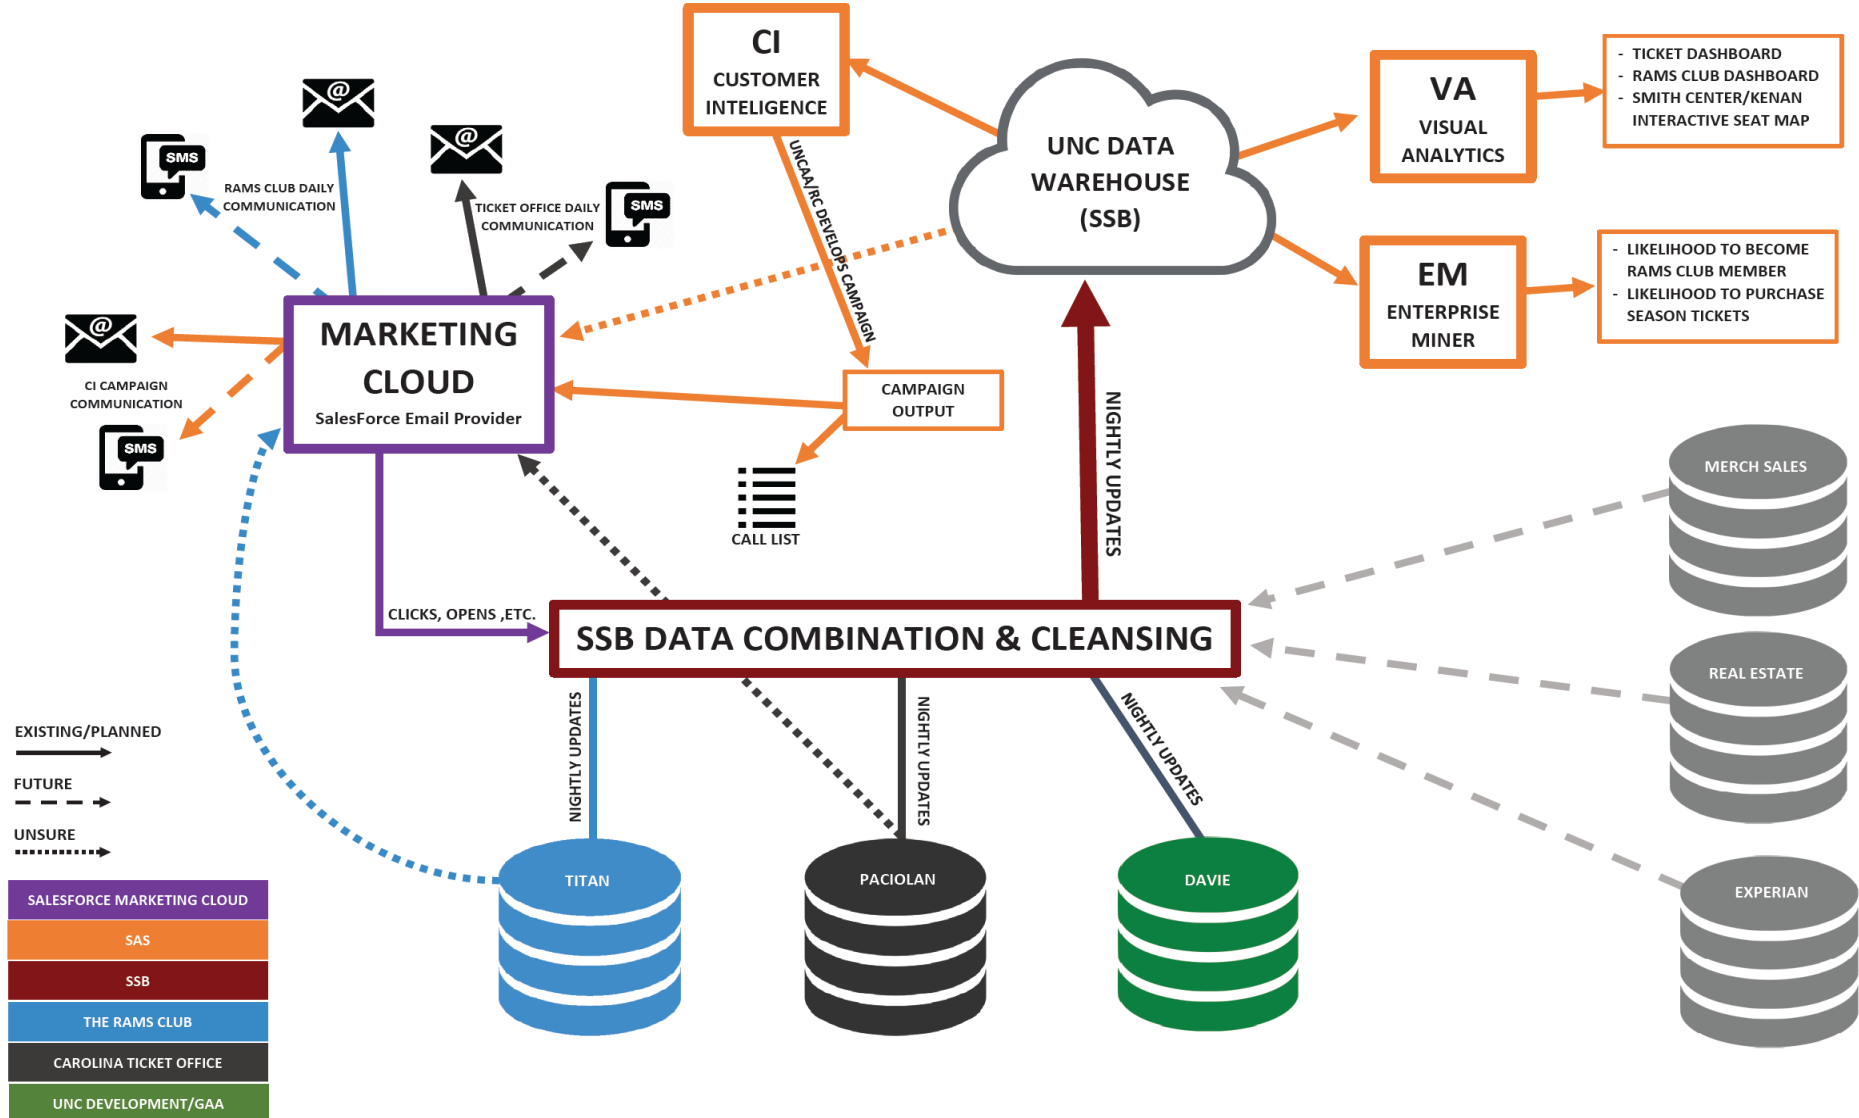 CI
CUSTOMER
INTELIGENCE
UNC DATA
WAREHOUSE
(SSB)
VA
VISUAL
ANALYTICS
- TICKET DASHBOARD
- RAMS CLUB DASHBOARD
- SMITH CENTER/KENAN
INTERACTIVE SEAT MAP
EM
ENTERPRISE
MINER
- LIKELIHOOD TO BECOME
RAMS CLUB MEMBER
- LIKELIHOOD TO PURCHASE
SEASON TICKETS
@
@
SMS
RAMS CLUB DAILY
COMMUNICATION
TICKET OFFICE DAILY
COMMUNICATION
SMS
UNCAA/RC DEVELOPS CAMPAIGN
MARKETING
CLOUD
SalesForce Email Provider
@
CI CAMPAIGN
COMMUNICATION
SMS
CAMPAIGN
OUTPUT
CALL LIST
NIGHTLY UPDATES
CLICKS, OPENS ,ETC.
SSB DATA COMBINATION & CLEANSING
MERCH SALES
REAL ESTATE
EXPERIAN
NIGHTLY UPDATES
NIGHTLY UPDATES
NIGHTLY UPDATES
TITAN
PACIOLAN
DAVIE
EXISTING/PLANNED
FUTURE
UNSURE
SALESFORCE MARKETING CLOUD
SAS
SSB
THE RAMS CLUB
CAROLINA TICKET OFFICE
UNC DEVELOPMENT/GAA